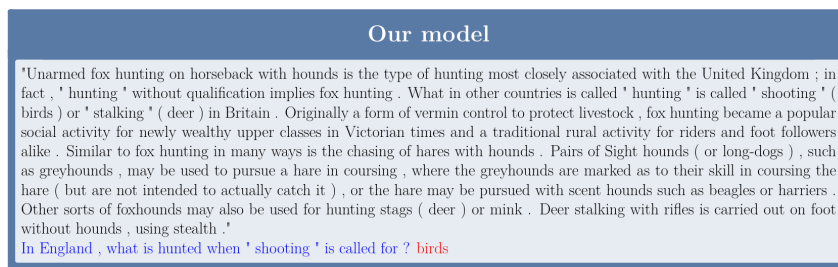 Our model
"Unarmed fox hunting on horseback with hounds is the type of hunting most closely associated with the United Kingdom ; in
fact , " hunting " without qualification implies fox hunting . What in other countries is called " hunting " is called " shooting " (
birds ) or " stalking " ( deer ) in Britain . Originally a form of vermin control to protect livestock , fox hunting became a popular
social activity for newly wealthy upper classes in Victorian times and a traditional rural activity for riders and foot followers
alike . Similar to fox hunting in many ways is the chasing of hares with hounds . Pairs of Sight hounds ( or long-dogs ) , such
as greyhounds , may be used to pursue a hare in coursing , where the greyhounds are marked as to their skill in coursing the
hare ( but are not intended to actually catch it ) , or the hare may be pursued with scent hounds such as beagles or harriers .
Other sorts of foxhounds may also be used for hunting stags ( deer ) or mink . Deer stalking with rifles is carried out on foot
without hounds , using stealth ."
In England , what is hunted when " shooting " is called for ? birds